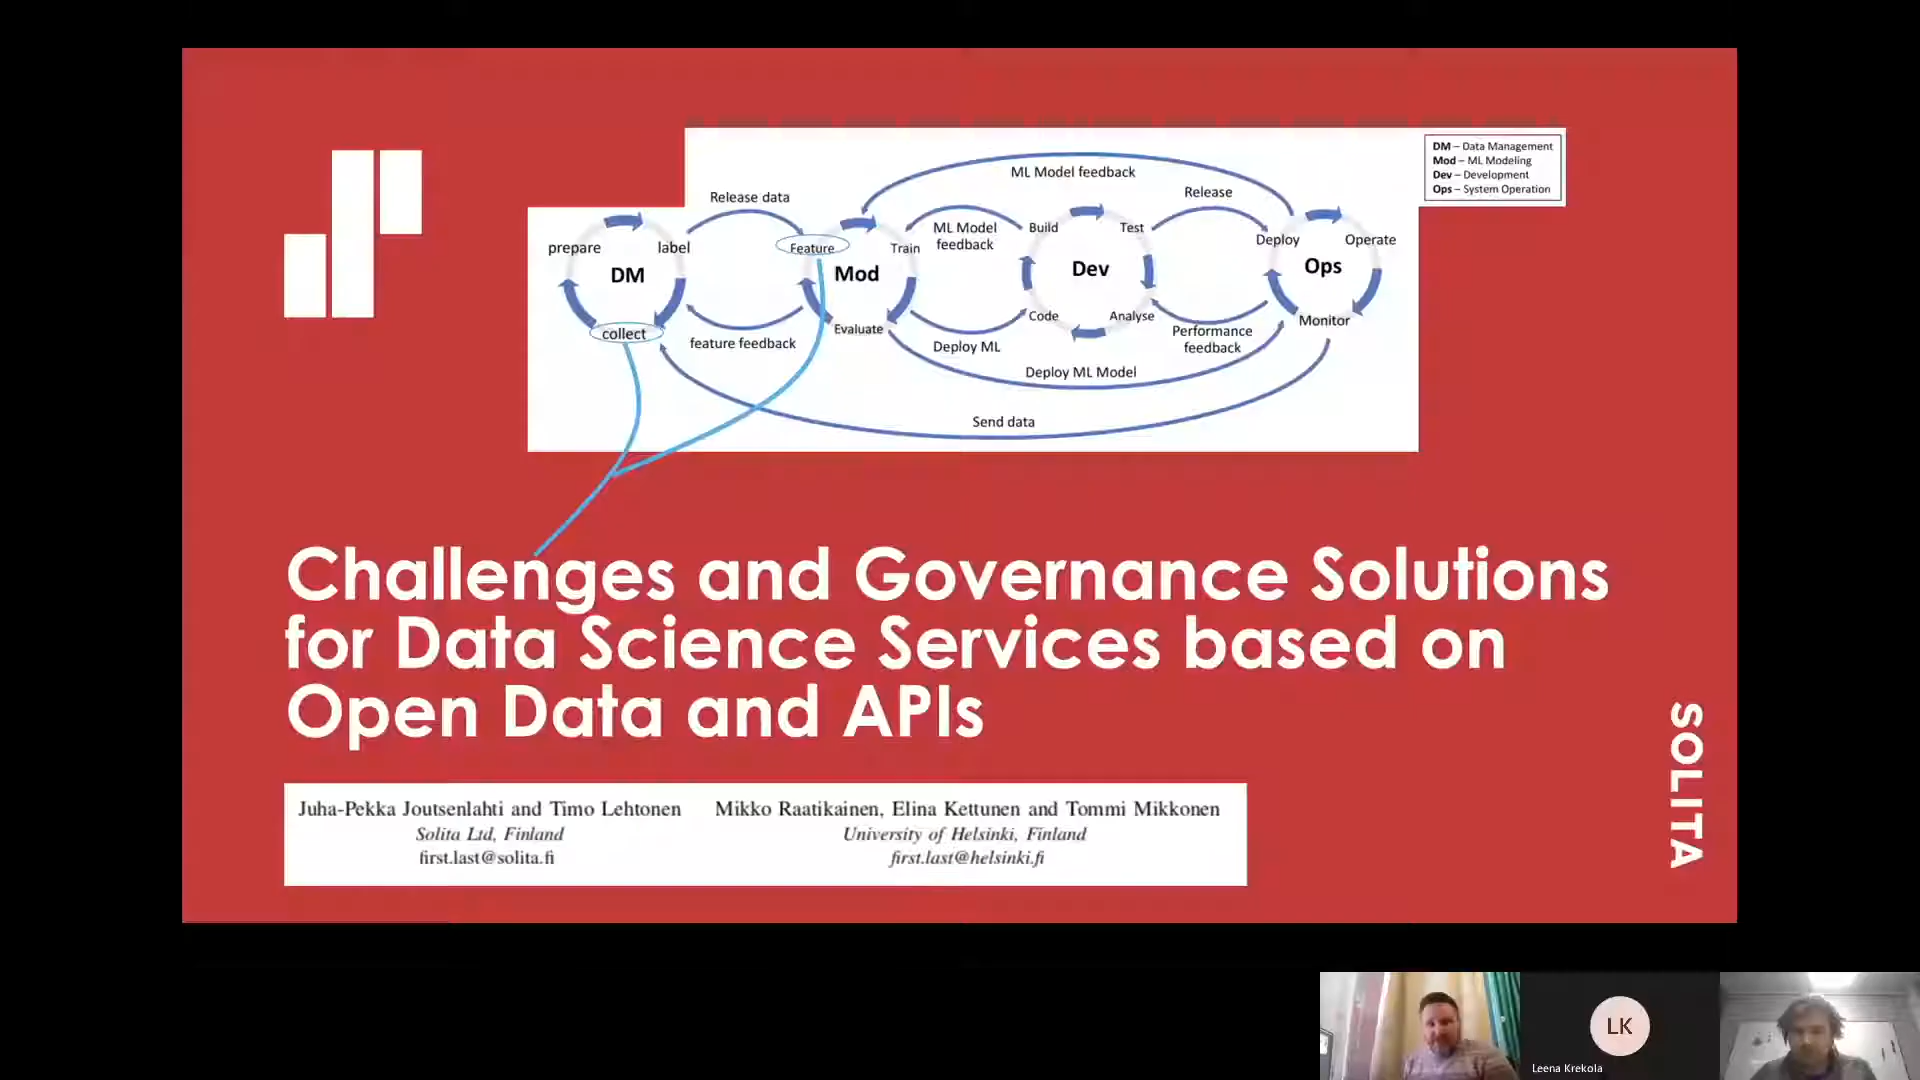 DM – Data Management
Mod – ML Modeling
Dev – Development
Ops – System Operation
ML Model feedback
Release data
Release
prepare
label
DM
collect
Feature
Train
Mod
Evaluate
feature feedback
ML Model
feedback
Deploy ML
Build
Test
Dev
Code
Analyse
Deploy
Operate
Ops
Monitor
Performance
feedback
Deploy ML Model
Send data
Challenges and Governance Solutions
for Data Science Services based on
Open Data and APIs
SOLITA
Juha-Pekka Joutsenlahti and Timo Lehtonen
Solita Ltd, Finland
first.last@solita.fi
Mikko Raatikainen, Elina Kettunen and Tommi Mikkonen
University of Helsinki, Finland
first.last@helsinki.fi
LK
Leena Krekola